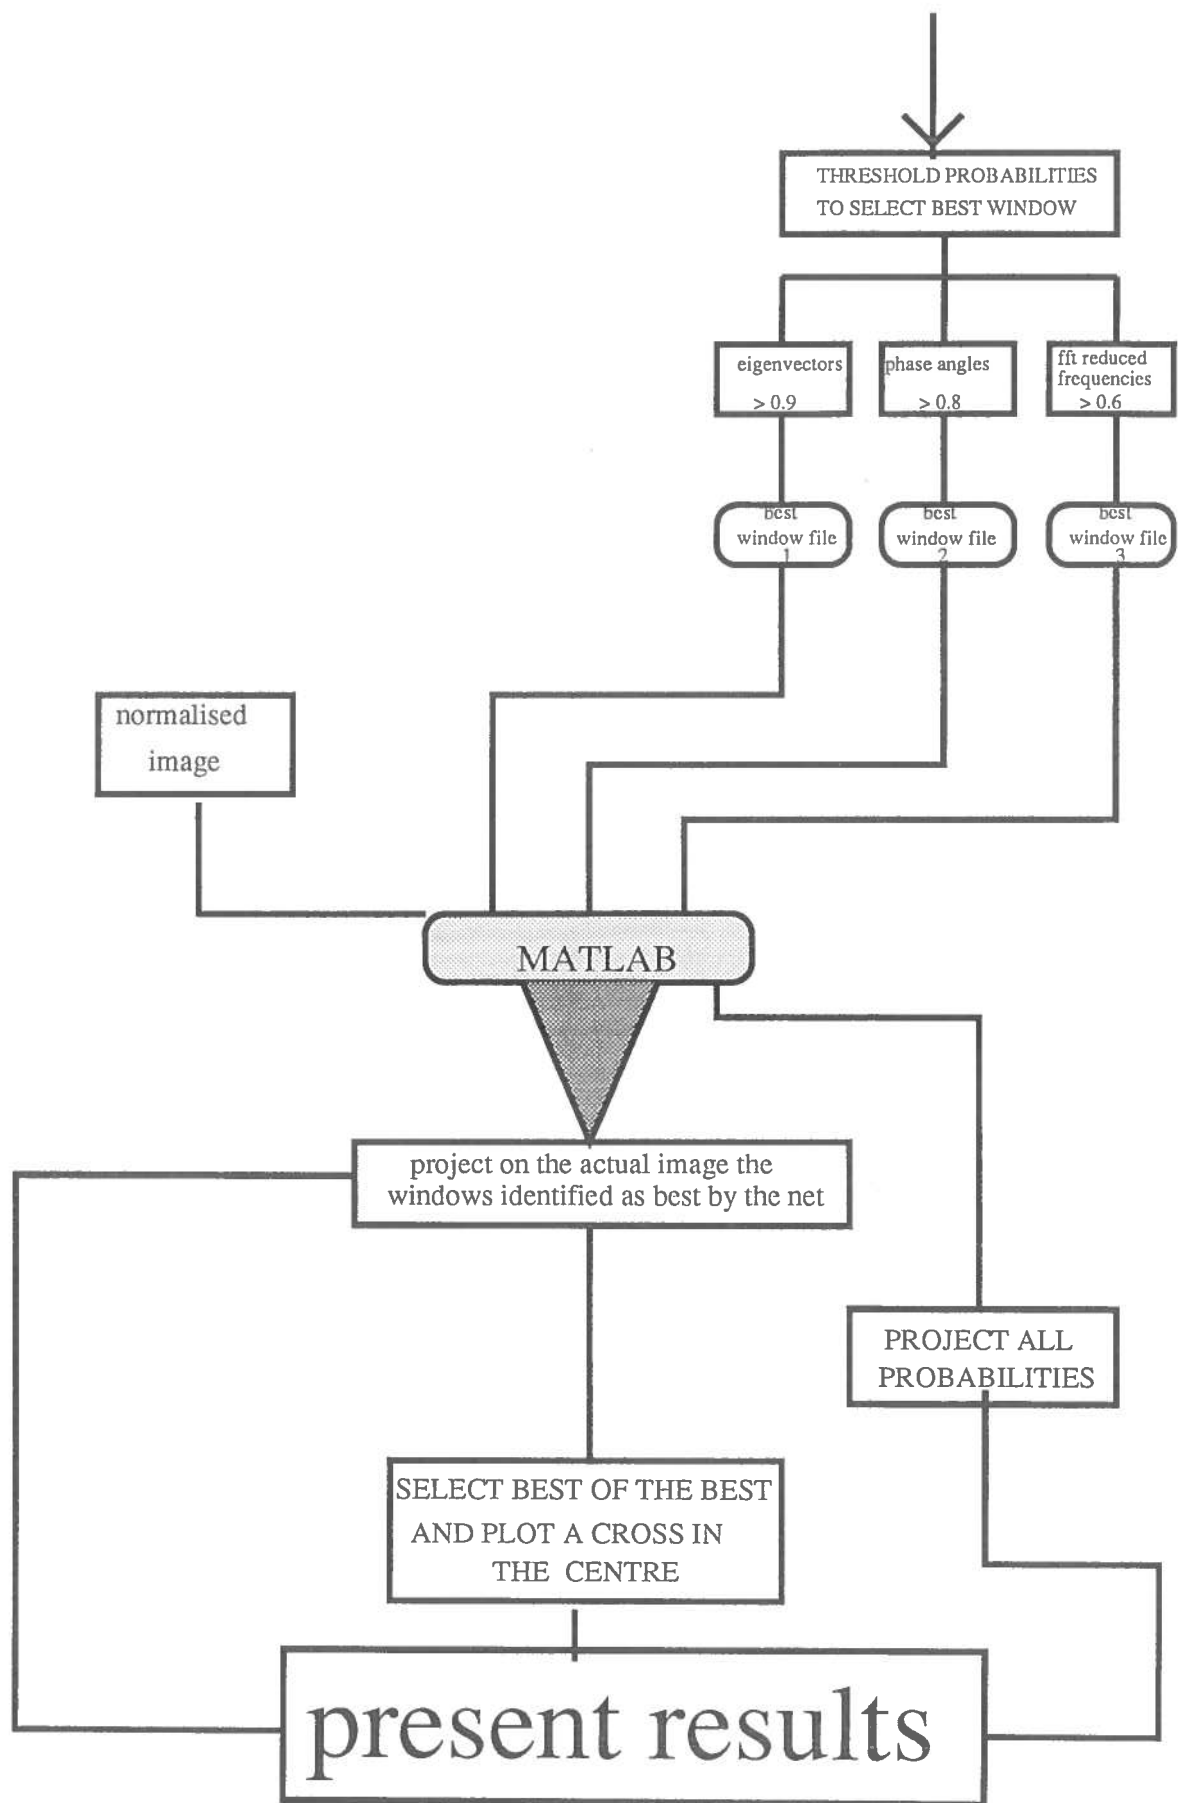 THRESHOLD PROBABILITIES
TO SELECT BEST WINDOW
eigenvectors
> 0.9
phase angles
> 0.8
fft reduced
frequencies
> 0.6
best
window file
1
best
window file
2
best
window file
3
normalised
image
MATLAB
project on the actual image the
windows identified as best by the net
PROJECT ALL
PROBABILITIES
SELECT BEST OF THE BEST
AND PLOT A CROSS IN
THE CENTRE
present results